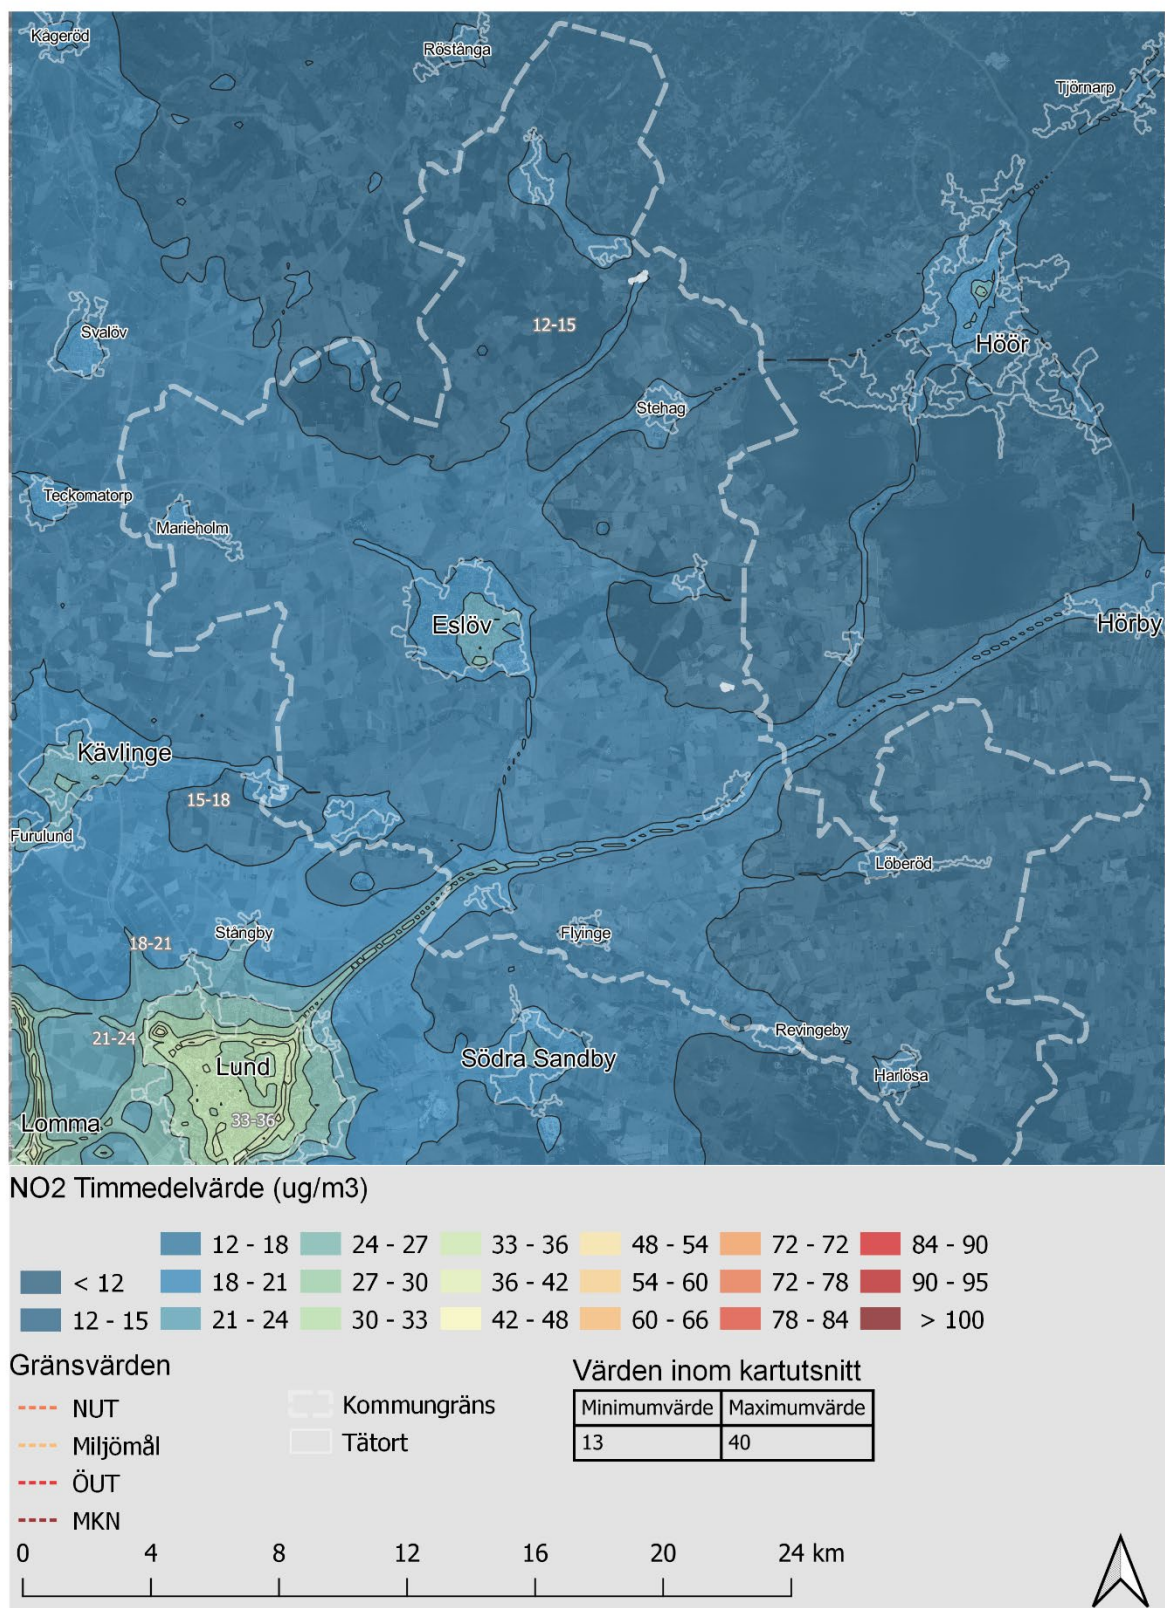 Kågeröd
Röstånga
Tjörnarp
12-15
Svalöv
Höör
Stehag
Teckomatorp
Marieholm
Eslöv
Hörby
Kävlinge
15-18
Furulund
Löberöd
Stångby
Flyinge
18-21
21-24
Revingeby
Södra Sandby
Lund
Harlösa
Lomma
33-36
NO2 Timmedelvärde (ug/m3)
12 - 18 24 - 27 33 - 36 48 - 54 72 - 72 84 - 90
< 12 18 - 21 27 - 30 36 - 42 54 - 60 72 - 78 90 - 95
12 - 15 21 - 24 30 - 33 42 - 48 60 - 66 78 - 84 > 100
Gränsvärden
NUT
Miljömål
ÖUT
MKN
Kommungräns
Tätort
Värden inom kartutsnitt
Minimumvärde Maximumvärde
13 40
0 4 8 12 16 20 24 km